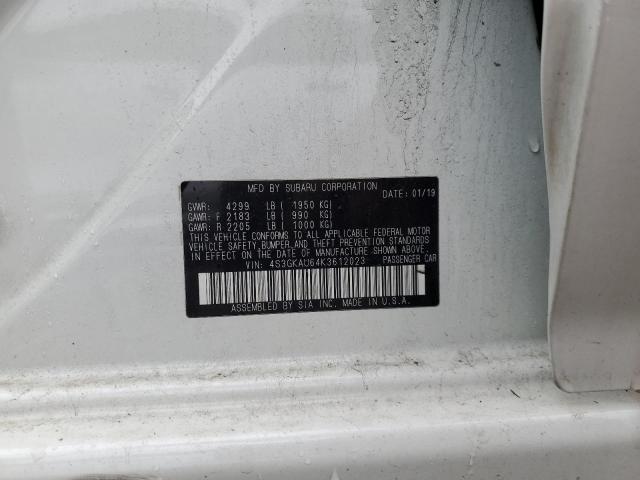 MFD BY SUBARU CORPORATION
GVWR: 4299 LB ( 1950 KG) DATE: 01/19
GAWR: F 2183 LB ( 990 KG)
GAWR: R 2205 LB ( 1000 KG)
THIS VEHICLE CONFORMS TO ALL APPLICABLE FEDERAL MOTOR
VEHICLE SAFETY, BUMPER, AND THEFT PREVENTION STANDARDS
IN EFFECT ON THE DATE OF MANUFACTURE SHOWN ABOVE.
VIN: 4S3GKAU64K3612023 PASSENGER CAR
ASSEMBLED BY SIA INC. MADE IN U.S.A.